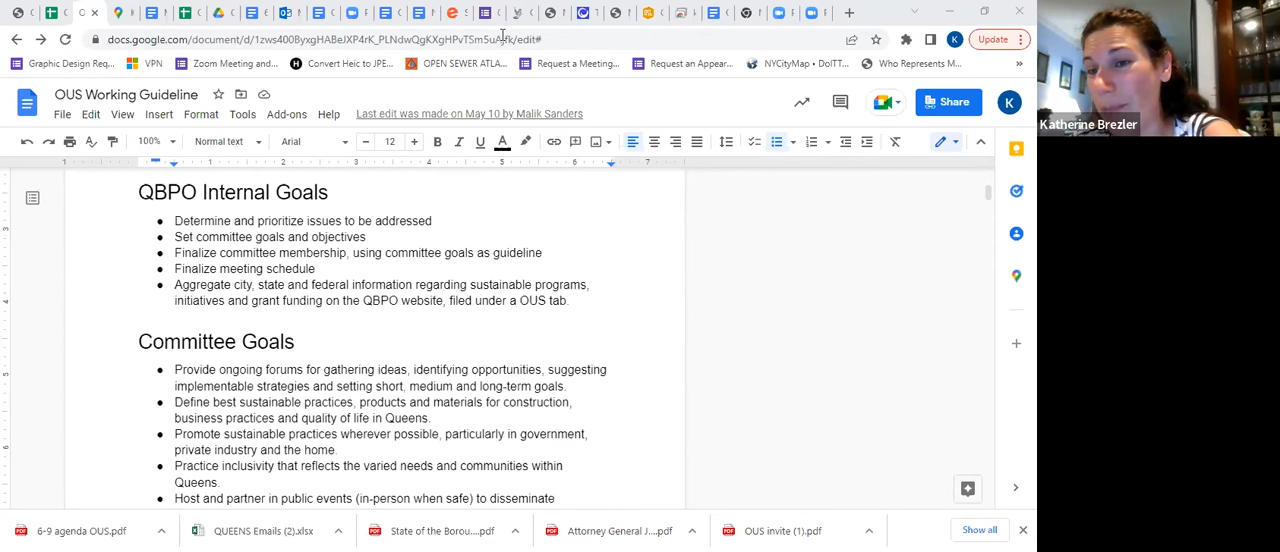 docs.google.com/document/d/1zws400ByxgHABeJXP4rK_PLNdwQgKXgHPvTSm5uAsfk/edit#
Update
Graphic Design Req...
VPN
Zoom Meeting and...
Convert Heic to JPE...
OPEN SEWER ATLA...
Request a Meeting...
Request an Appear...
NYCityMap • DoITT...
Who Represents M...
»
OUS Working Guideline
Share
K
File Edit View Insert Format Tools Add-ons Help
Last edit was made on May 10 by Malik Sanders
Katherine Brezler
100% Normal text Arial 12 B I U A
QBPO Internal Goals
● Determine and prioritize issues to be addressed
● Set committee goals and objectives
● Finalize committee membership, using committee goals as guideline
● Finalize meeting schedule
● Aggregate city, state and federal information regarding sustainable programs,
initiatives and grant funding on the QBPO website, filed under a OUS tab.
Committee Goals
● Provide ongoing forums for gathering ideas, identifying opportunities, suggesting
implementable strategies and setting short, medium and long-term goals.
● Define best sustainable practices, products and materials for construction,
business practices and quality of life in Queens.
● Promote sustainable practices wherever possible, particularly in government,
private industry and the home.
● Practice inclusivity that reflects the varied needs and communities within
Queens.
● Host and partner in public events (in-person when safe) to disseminate
6-9 agenda OUS.pdf
QUEENS Emails (2).xlsx
State of the Borou....pdf
Attorney General J....pdf
OUS invite (1).pdf
Show all